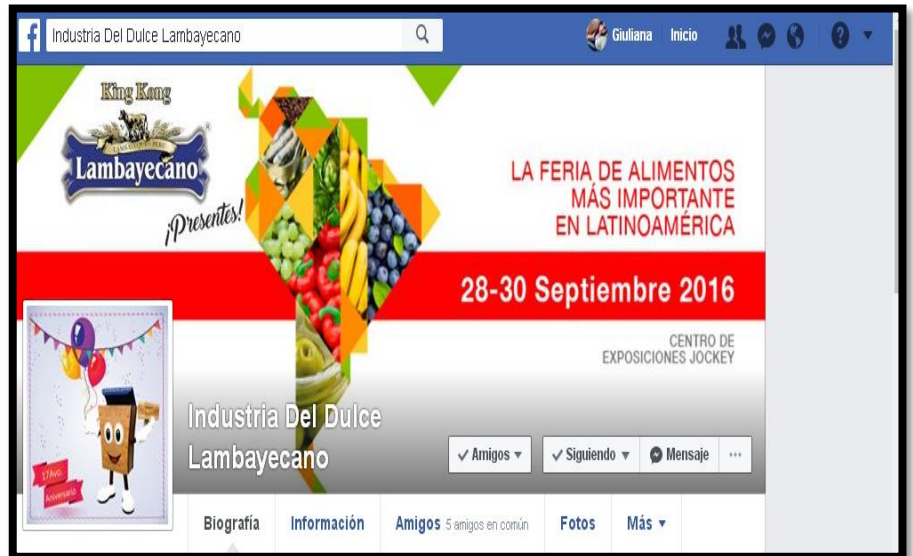 Industria Del Dulce Lambayecano
Giuliana Inicio
King Kong
LAMBAYEQUE - PERU
Lambayecano
¡Presentes!
LA FERIA DE ALIMENTOS
MÁS IMPORTANTE
EN LATINOAMÉRICA
28-30 Septiembre 2016
CENTRO DE
EXPOSICIONES JOCKEY
17Avo.
Aniversario
Industria Del Dulce
Lambayecano
Amigos
Siguiendo
Mensaje
Biografía Información Amigos 5 amigos en común Fotos Más